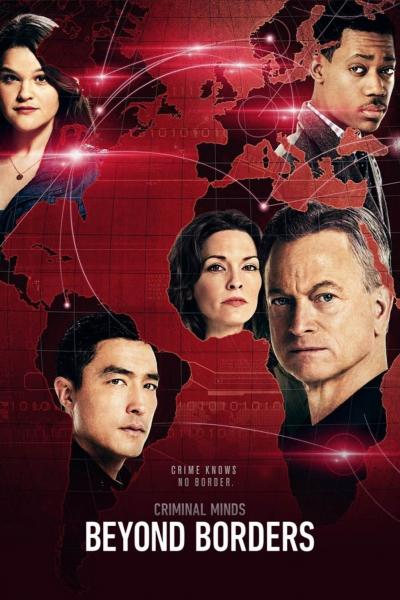 CRIME KNOWS
NO BORDER.
CRIMINAL MINDS
BEYOND BORDERS